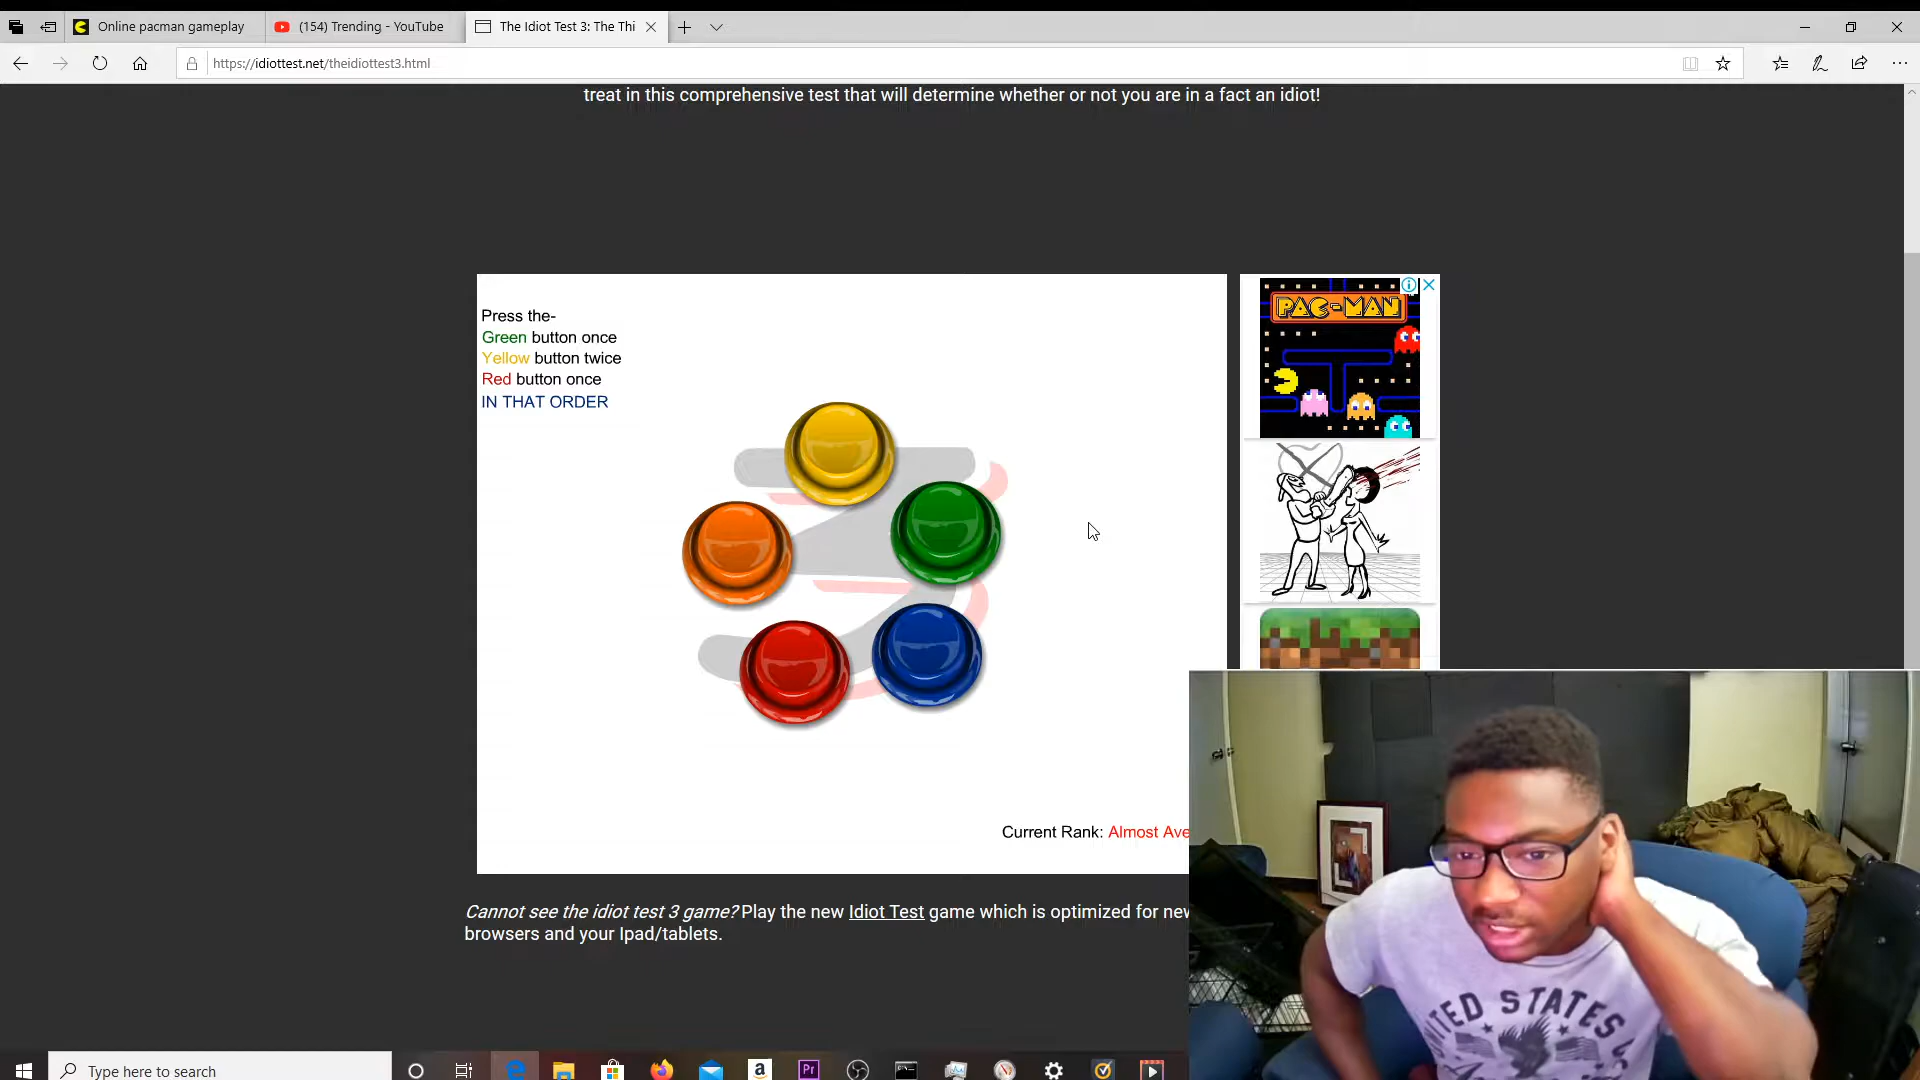 Online pacman gameplay
(154) Trending - YouTube
The Idiot Test 3: The Thi
https://idiottest.net/theidiottest3.html
treat in this comprehensive test that will determine whether or not you are in a fact an idiot!
Press the-
Green button once
Yellow button twice
Red button once
IN THAT ORDER
PAC-MAN
Current Rank: Almost Ave
Cannot see the idiot test 3 game? Play the new Idiot Test game which is optimized for new
browsers and your Ipad/tablets.
UNITED STATES
Type here to search
a
Pr